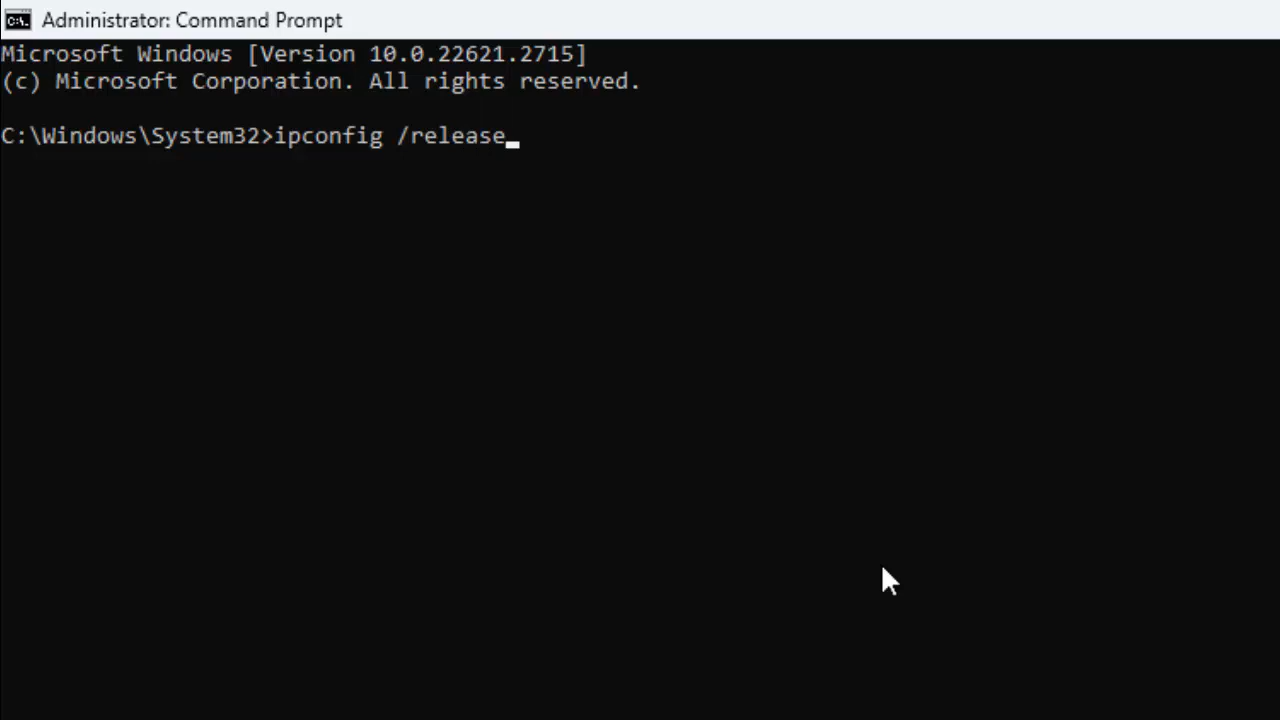 Administrator: Command Prompt
Microsoft Windows [Version 10.0.22621.2715]
(c) Microsoft Corporation. All rights reserved.
C:\Windows\System32>ipconfig /release